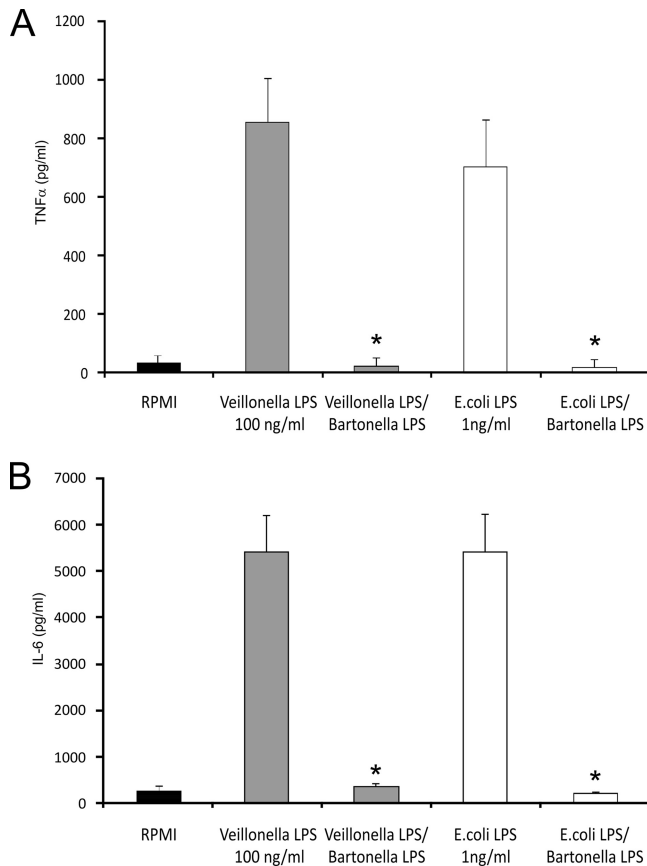 A
1200
1000
800
600
400
200
0
TNFα (pg/ml)
*
*
RPMI
Veillonella LPS
100 ng/ml
Veillonella LPS/
Bartonella LPS
E.coli LPS
1ng/ml
E.coli LPS/
Bartonella LPS
B
7000
6000
5000
4000
3000
2000
1000
0
IL-6 (pg/ml)
*
*
RPMI
Veillonella LPS
100 ng/ml
Veillonella LPS/
Bartonella LPS
E.coli LPS
1ng/ml
E.coli LPS/
Bartonella LPS